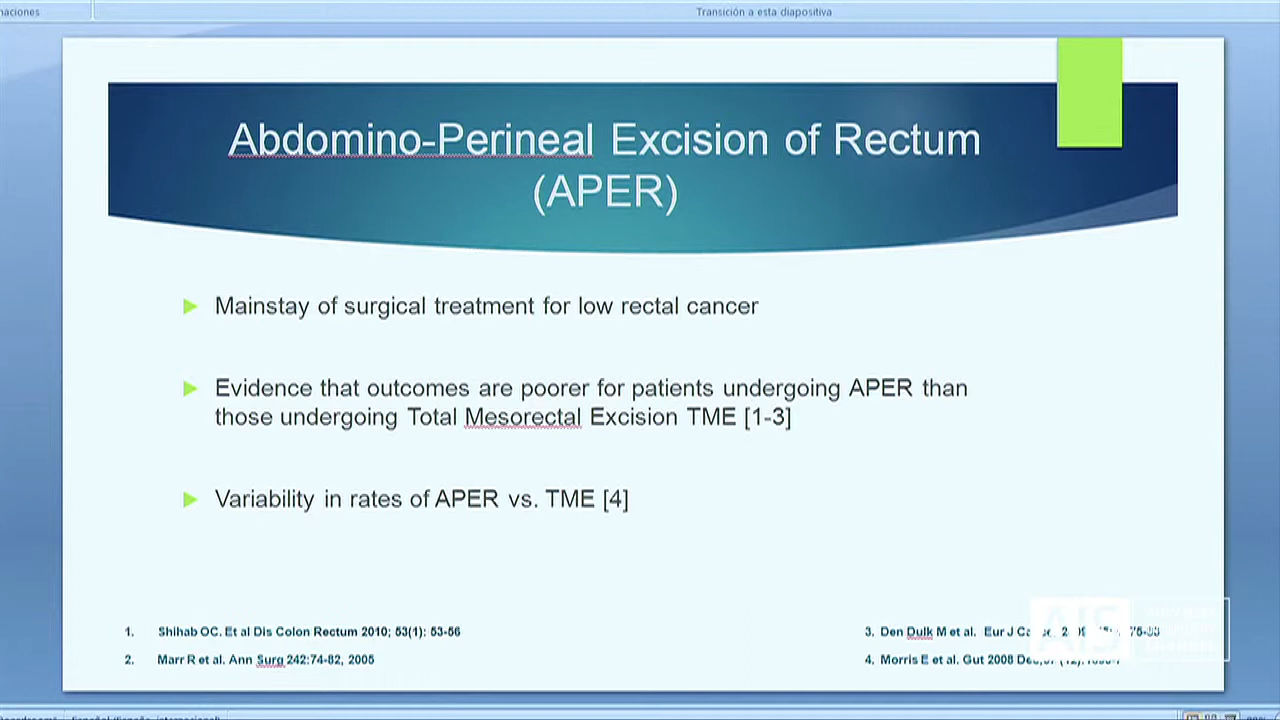 Transición a esta diapositiva
Abdomino-Perineal Excision of Rectum
(APER)
Mainstay of surgical treatment for low rectal cancer
Evidence that outcomes are poorer for patients undergoing APER than
those undergoing Total Mesorectal Excision TME [1-3]
Variability in rates of APER vs. TME [4]
1. Shihab OC. Et al Dis Colon Rectum 2010; 53(1): 53-56
2. Marr R et al. Ann Surg 242:74-82, 2005
3. Den Dulk M et al. Eur J
4. Morris E et al. Gut 2008
AIS